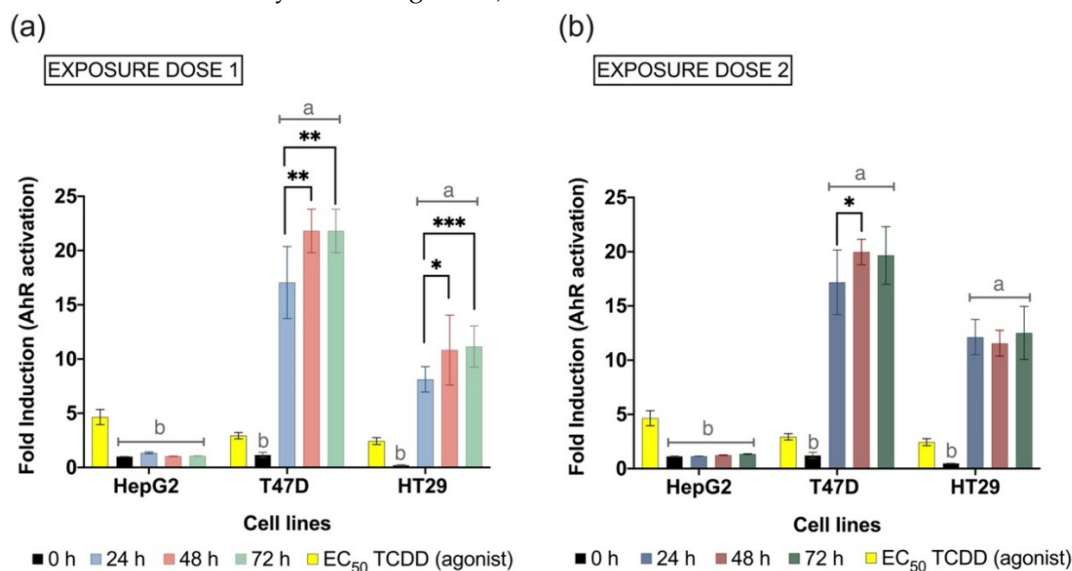 (a)
EXPOSURE DOSE 1
Fold Induction (AhR activation)
25
20
15
10
5
0
a
**
**
a
***
*
b
b
b
HepG2
T47D
HT29
Cell lines
0 h
24 h
48 h
72 h
EC50 TCDD (agonist)
(b)
EXPOSURE DOSE 2
Fold Induction (AhR activation)
25
20
15
10
5
0
a
*
a
b
b
b
HepG2
T47D
HT29
Cell lines
0 h
24 h
48 h
72 h
EC50 TCDD (agonist)